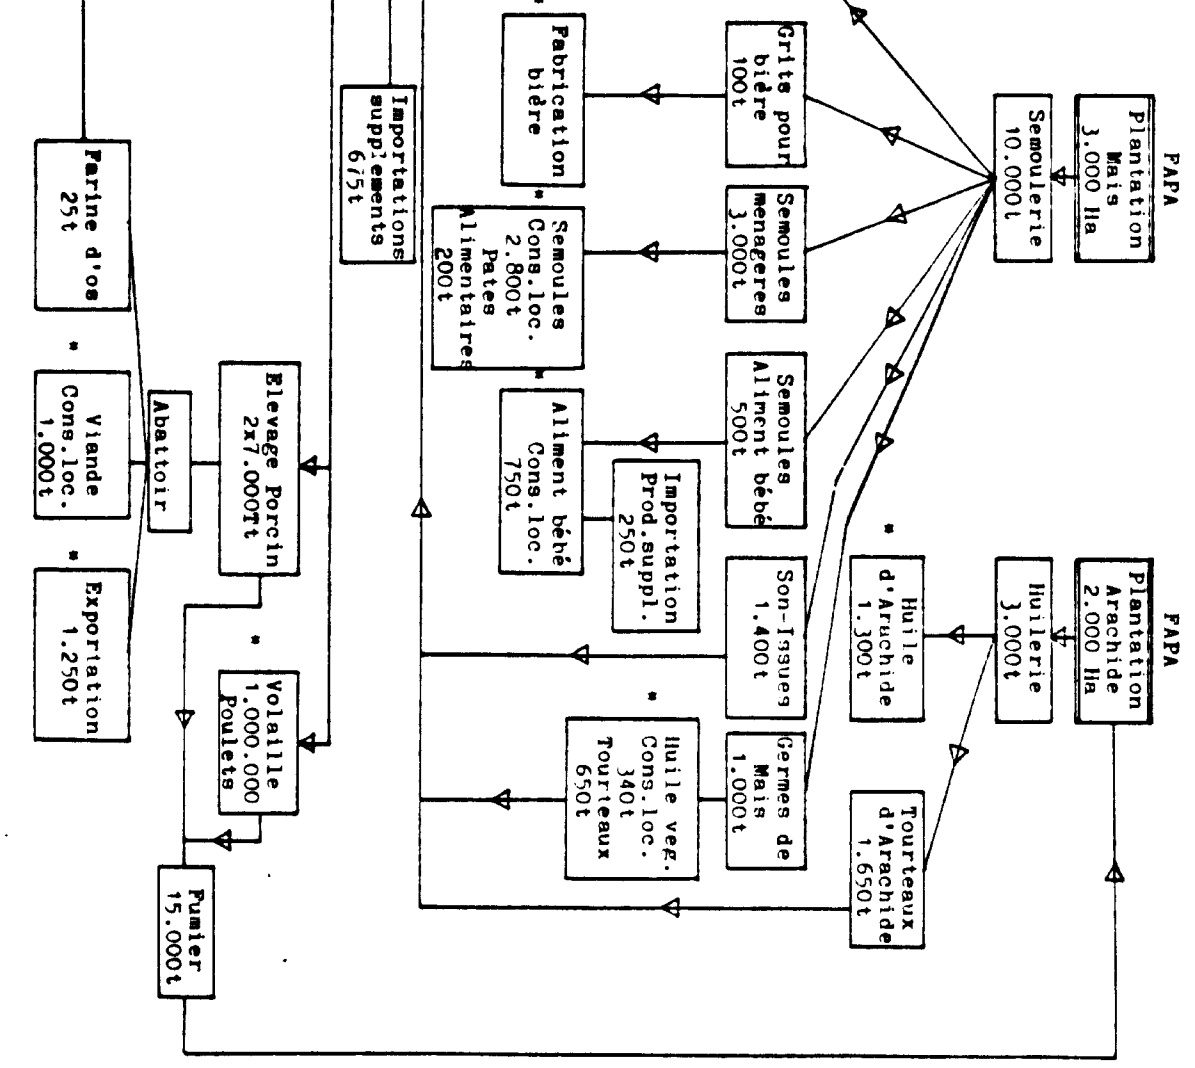 FAPA
FAPA
Plantation
Mais
3.000 Ha
Plantation
Arachide
2.000 Ha
Semoulerie
10.000t
Huilerie
3.000t
Huile
d'Arachide
1.300t
Tourteaux
d'Arachide
1.650t
*
Grits pour
bière
100t
Semoules
menageres
3.000t
Semoules
Aliment bébé
500t
Son-Issues
1.400t
Germes de
Mais
1.000t
Importation
Prod.suppl.
250t
*
Huile veg.
Cons.loc.
340t
Tourteaux
650t
*
Fabrication
bière
*
Semoules
Cons.loc.
2.800t
Pates
Alimentaires
200t
*
Aliment bébé
Cons.loc.
750t
Importations
supplements
675t
Elevage Porcin
2x7.000Tt
*
Volaille
1.000.000
Poulets
Abattoir
Fumier
15.000t
Farine d'os
25t
*
Viande
Cons.loc.
1.000t
*
Exportation
1.250t